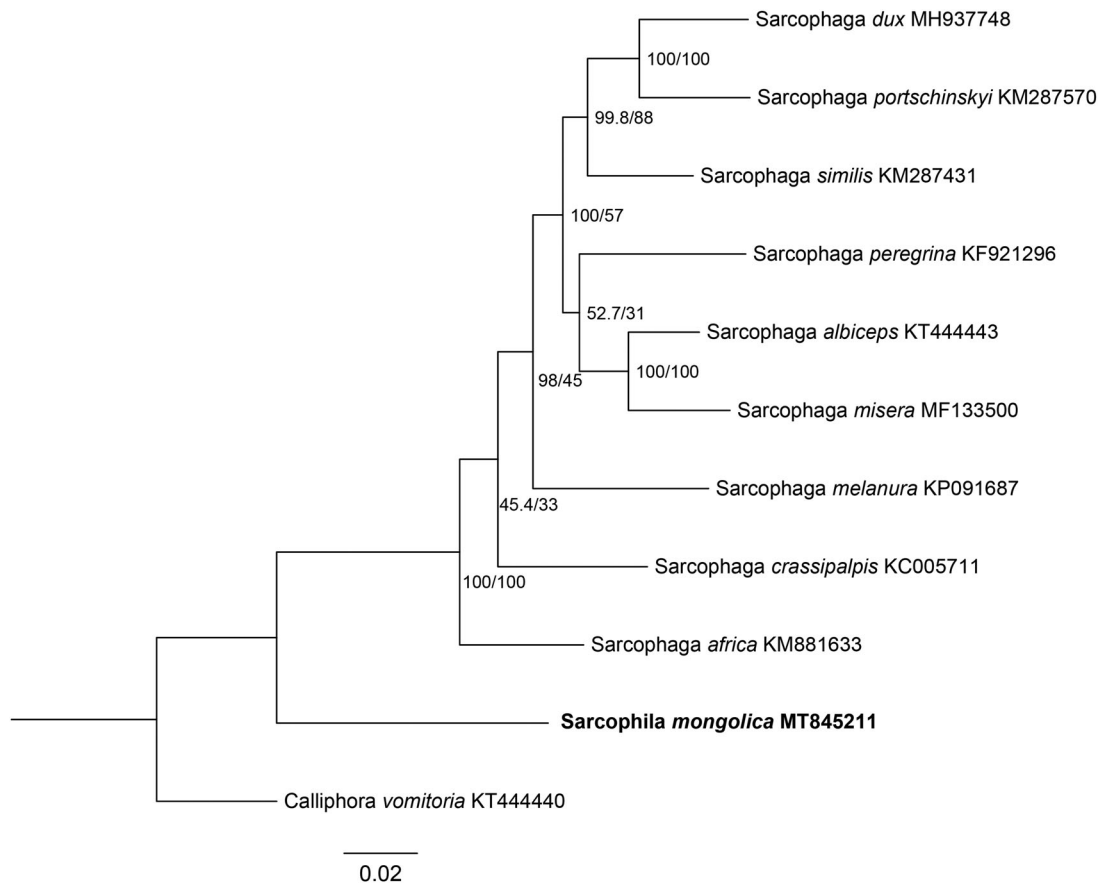 Sarcophaga dux MH937748
100/100
Sarcophaga portschinskyi KM287570
99.8/88
Sarcophaga similis KM287431
100/57
Sarcophaga peregrina KF921296
52.7/31
Sarcophaga albiceps KT444443
100/100
98/45
Sarcophaga misera MF133500
Sarcophaga melanura KP091687
45.4/33
Sarcophaga crassipalpis KC005711
100/100
Sarcophaga africa KM881633
Sarcophila mongolica MT845211
Calliphora vomitoria KT444440
0.02